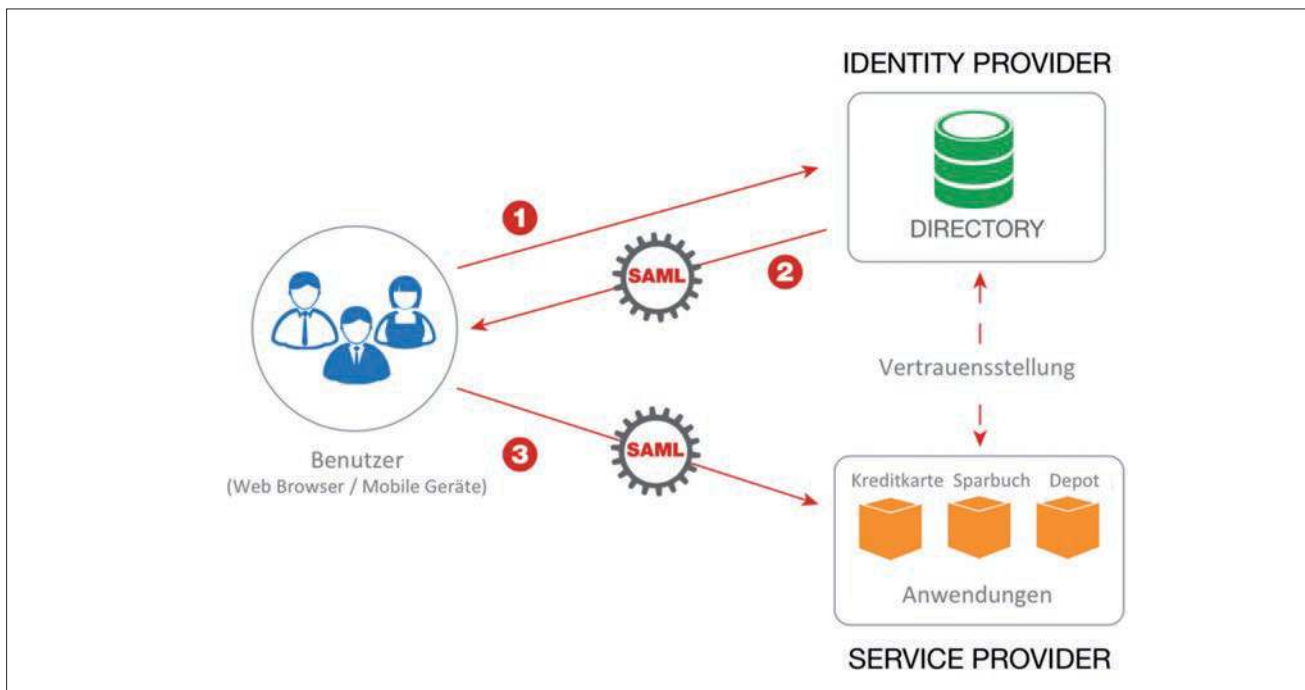 IDENTITY PROVIDER
DIRECTORY
1
SAML
2
Vertrauensstellung
Benutzer
(Web Browser / Mobile Geräte)
3
SAML
Kreditkarte Sparbuch Depot
Anwendungen
SERVICE PROVIDER